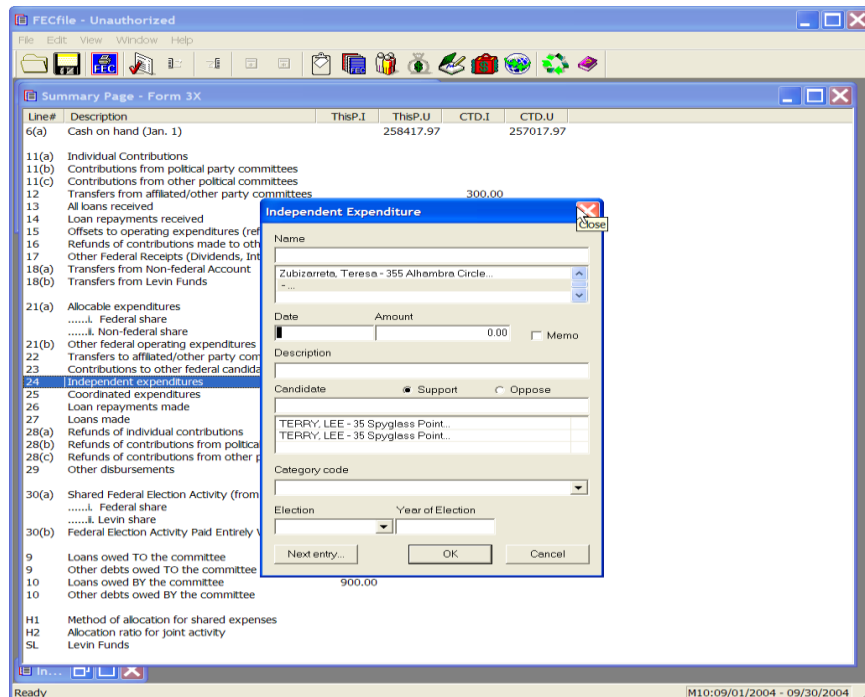 FECfile - Unauthorized
File Edit View Window Help
FEC FEC
Summary Page - Form 3X
Line# Description ThisP.I ThisP.U CTD.I CTD.U
6(a) Cash on hand (Jan. 1) 258417.97 257017.97
11(a) Individual Contributions
11(b) Contributions from political party committees
11(c) Contributions from other political committees
12 Transfers from affiliated/other party committees 300.00
13 All loans received
14 Loan repayments received
15 Offsets to operating expenditures (ref
16 Refunds of contributions made to oth
17 Other Federal Receipts (Dividends, Int
18(a) Transfers from Non-federal Account
18(b) Transfers from Levin Funds
21(a) Allocable expenditures
......i. Federal share
......ii. Non-federal share
21(b) Other federal operating expenditures
22 Transfers to affiliated/other party com
23 Contributions to other federal candida
24 Independent expenditures
25 Coordinated expenditures
26 Loan repayments made
27 Loans made
28(a) Refunds of individual contributions
28(b) Refunds of contributions from politica
28(c) Refunds of contributions from other p
29 Other disbursements
30(a) Shared Federal Election Activity (from
......i. Federal share
......ii. Levin share
30(b) Federal Election Activity Paid Entirely
9 Loans owed TO the committee
9 Other debts owed TO the committee
10 Loans owed BY the committee 900.00
10 Other debts owed BY the committee
H1 Method of allocation for shared expenses
H2 Allocation ratio for joint activity
SL Levin Funds
Independent Expenditure
Close
Name
Zubizarreta, Teresa - 355 Alhambra Circle...
- ...
Date Amount
0.00 Memo
Description
Candidate Support Oppose
TERRY, LEE - 35 Spyglass Point...
TERRY, LEE - 35 Spyglass Point...
Category code
Election Year of Election
Next entry... OK Cancel
In...
Ready M10:09/01/2004 - 09/30/2004